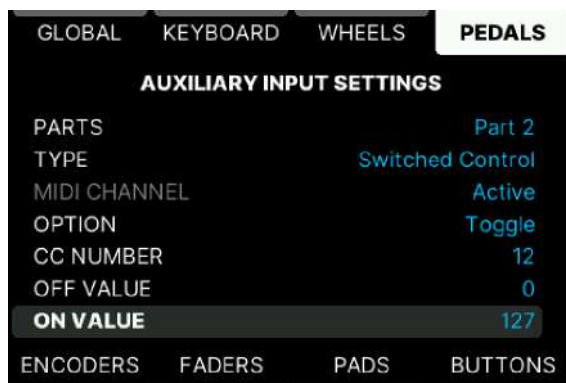 GLOBAL KEYBOARD WHEELS PEDALS
AUXILIARY INPUT SETTINGS
PARTS Part 2
TYPE Switched Control
MIDI CHANNEL Active
OPTION Toggle
CC NUMBER 12
OFF VALUE 0
ON VALUE 127
ENCODERS FADERS PADS BUTTONS